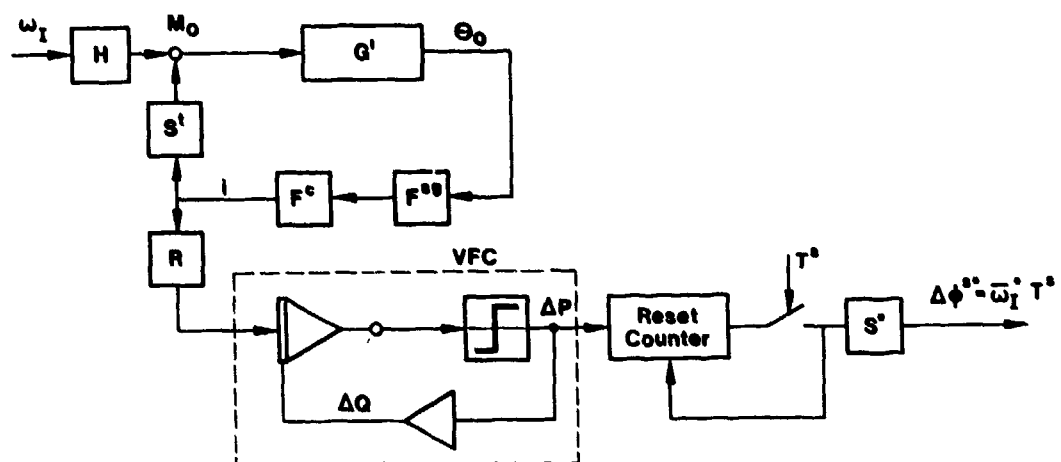 ω_I
H
M_O
G'
Θ_O
S^t
i
F^c
F^sg
R
VFC
ΔP
ΔQ
Reset
Counter
T^s
S*
Δφ^s* = ω̄_I* T^s